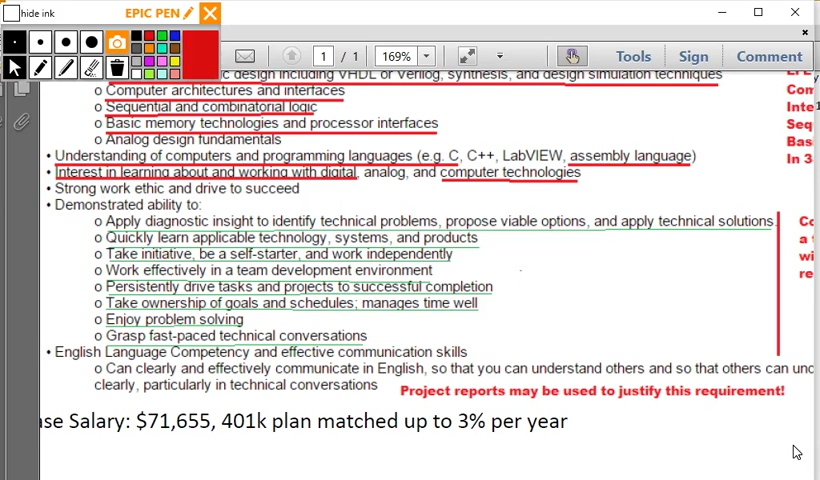 hide ink
EPIC PEN
1 / 1
169%
Tools
Sign
Comment
c design including VHDL or Verilog, synthesis, and design simulation techniques
o Computer architectures and interfaces
Com
o Sequential and combinatorial logic
Inte
o Basic memory technologies and processor interfaces
Seq
o Analog design fundamentals
Basi
• Understanding of computers and programming languages (e.g. C, C++, LabVIEW, assembly language)
In 3
• Interest in learning about and working with digital, analog, and computer technologies
• Strong work ethic and drive to succeed
• Demonstrated ability to:
o Apply diagnostic insight to identify technical problems, propose viable options, and apply technical solutions.
Co
o Quickly learn applicable technology, systems, and products
a
o Take initiative, be a self-starter, and work independently
wi
o Work effectively in a team development environment
re
o Persistently drive tasks and projects to successful completion
o Take ownership of goals and schedules; manages time well
o Enjoy problem solving
o Grasp fast-paced technical conversations
• English Language Competency and effective communication skills
o Can clearly and effectively communicate in English, so that you can understand others and so that others can und
clearly, particularly in technical conversations
Project reports may be used to justify this requirement!
ase Salary: $71,655, 401k plan matched up to 3% per year